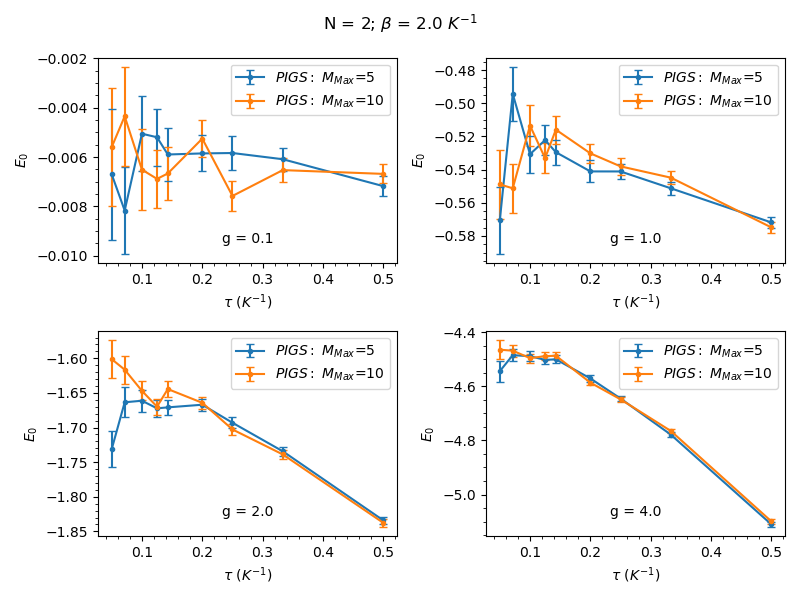 N = 2; β = 2.0 K⁻¹
−0.002
−0.004
−0.006
−0.008
−0.010
E₀
PIGS : M_Max=5
PIGS : M_Max=10
g = 0.1
0.1 0.2 0.3 0.4 0.5
τ (K⁻¹)
−0.48
−0.50
−0.52
−0.54
−0.56
−0.58
E₀
PIGS : M_Max=5
PIGS : M_Max=10
g = 1.0
0.1 0.2 0.3 0.4 0.5
τ (K⁻¹)
−1.60
−1.65
−1.70
−1.75
−1.80
−1.85
E₀
PIGS : M_Max=5
PIGS : M_Max=10
g = 2.0
0.1 0.2 0.3 0.4 0.5
τ (K⁻¹)
−4.4
−4.6
−4.8
−5.0
E₀
PIGS : M_Max=5
PIGS : M_Max=10
g = 4.0
0.1 0.2 0.3 0.4 0.5
τ (K⁻¹)